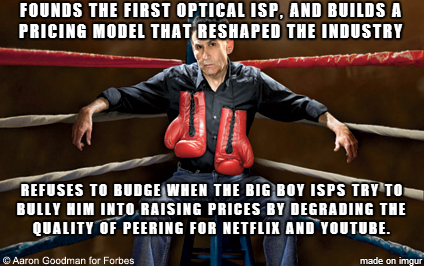 FOUNDS THE FIRST OPTICAL ISP, AND BUILDS A
PRICING MODEL THAT RESHAPED THE INDUSTRY
REFUSES TO BUDGE WHEN THE BIG BOY ISPS TRY TO
BULLY HIM INTO RAISING PRICES BY DEGRADING THE
QUALITY OF PEERING FOR NETFLIX AND YOUTUBE.
© Aaron Goodman for Forbes
made on imgur